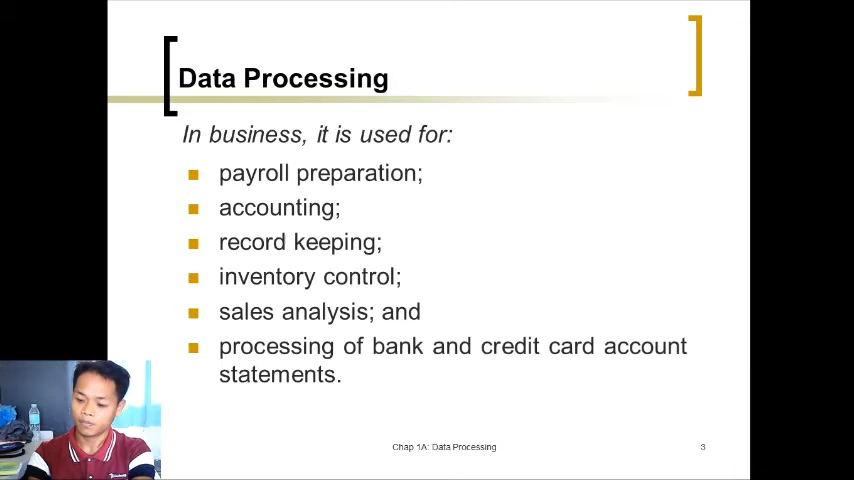 Data Processing
In business, it is used for:
payroll preparation;
accounting;
record keeping;
inventory control;
sales analysis; and
processing of bank and credit card account
statements.
Chap 1A: Data Processing
3